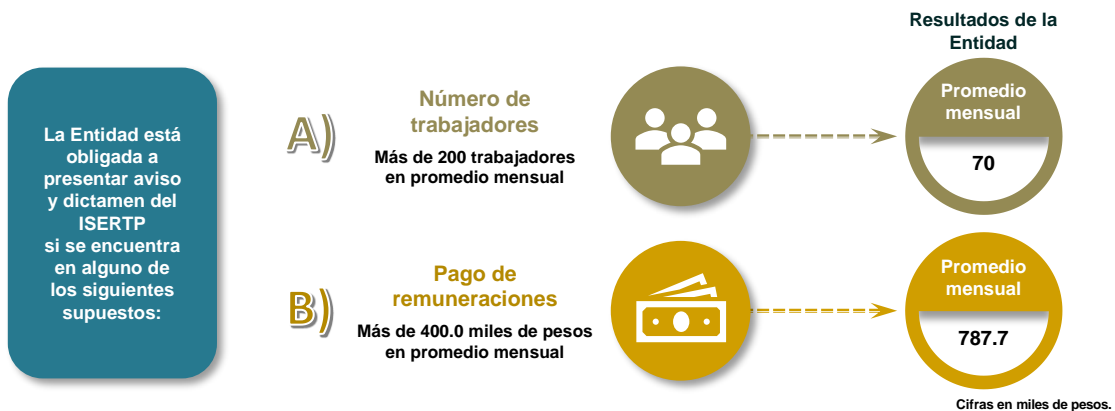 Resultados de la
Entidad
La Entidad está
obligada a
presentar aviso
y dictamen del
ISERTP
si se encuentra
en alguno de
los siguientes
supuestos:
A)
Número de
trabajadores
Más de 200 trabajadores
en promedio mensual
Promedio
mensual
70
B)
Pago de
remuneraciones
Más de 400.0 miles de pesos
en promedio mensual
Promedio
mensual
787.7
Cifras en miles de pesos.